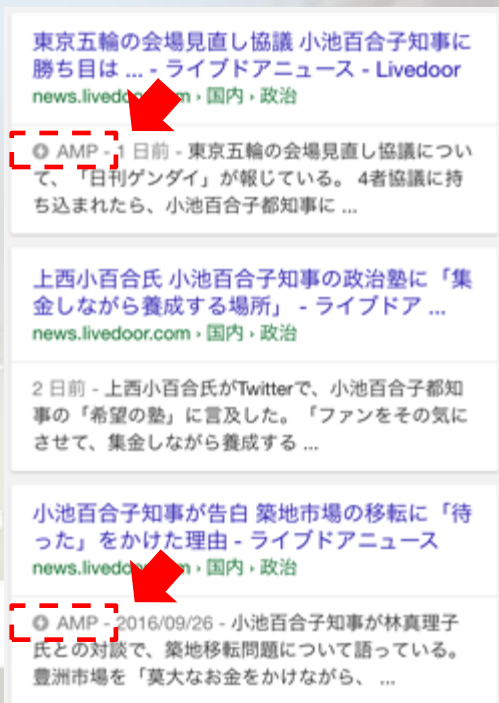 東京五輪の会場見直し協議 小池百合子知事に
勝ち目は ... - ライブドアニュース - Livedoor
news.livedoor.com › 国内 › 政治
AMP - 1 日前 - 東京五輪の会場見直し協議につい
て、「日刊ゲンダイ」が報じている。 4者協議に持
ち込まれたら、小池百合子都知事に ...
上西小百合氏 小池百合子知事の政治塾に「集
金しながら養成する場所」 - ライブドア ...
news.livedoor.com › 国内 › 政治
2 日前 - 上西小百合氏がTwitterで、小池百合子都知
事の「希望の塾」に言及した。「ファンをその気に
させて、集金しながら養成する ...
小池百合子知事が告白 築地市場の移転に「待
った」をかけた理由 - ライブドアニュース
news.livedoor.com › 国内 › 政治
AMP - 2016/09/26 - 小池百合子知事が林真理子
氏との対談で、築地移転問題について語っている。
豊洲市場を「莫大なお金をかけながら、 ...